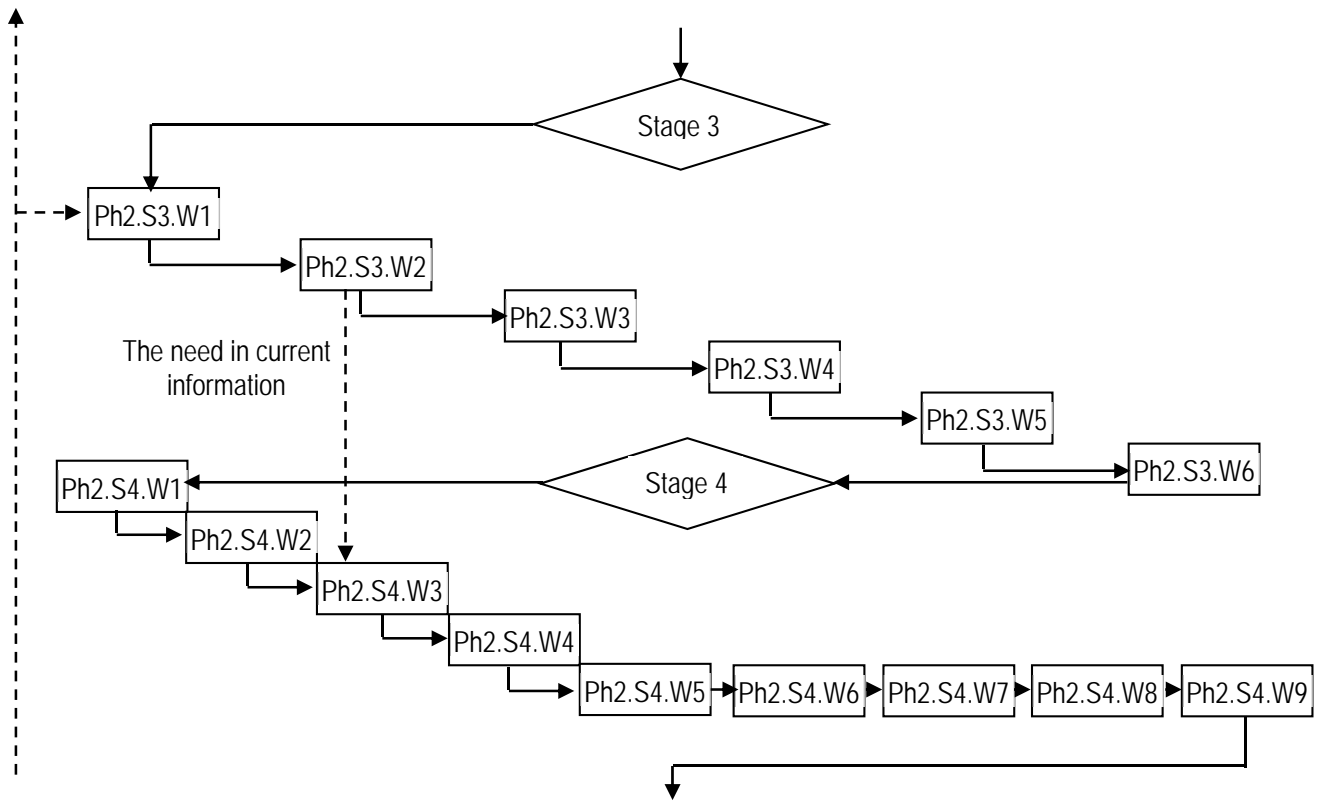 Stage 3
Ph2.S3.W1
Ph2.S3.W2
Ph2.S3.W3
The need in current
information
Ph2.S3.W4
Ph2.S3.W5
Ph2.S3.W6
Stage 4
Ph2.S4.W1
Ph2.S4.W2
Ph2.S4.W3
Ph2.S4.W4
Ph2.S4.W5
Ph2.S4.W6
Ph2.S4.W7
Ph2.S4.W8
Ph2.S4.W9